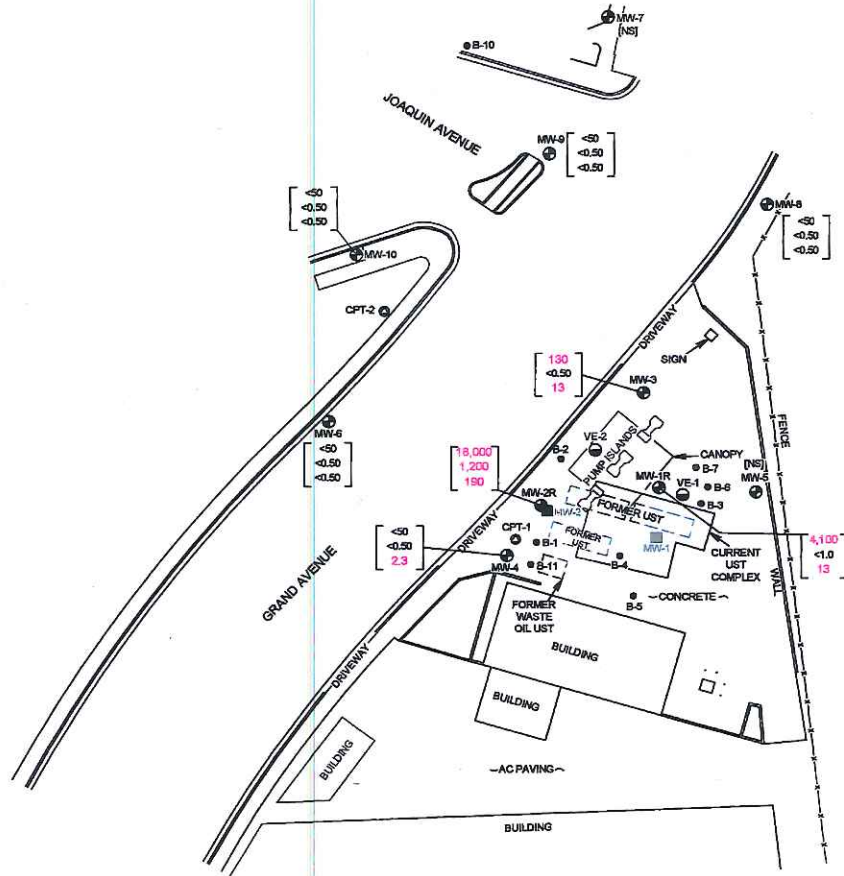 MW-7
[NS]
B-10
JOAQUIN AVENUE
MW-9
<50
<0.50
<0.50
<50
<0.50
<0.50
MW-10
MW-8
<50
<0.50
<0.50
CPT-2
DRIVEWAY
SIGN
130
<0.50
13
MW-3
MW-6
<50
<0.50
<0.50
FENCE
VE-2
B-2
PUMP ISLANDS
CANOPY
B-7
[NS]
MW-5
MW-1R
VE-1
B-6
B-3
1,200
190
MW-2R
MW-2
FORMER UST
FORMER
UST
MW-1
4,100
<1.0
13
CURRENT
UST
COMPLEX
WALL
<50
<0.50
2.3
CPT-1
B-1
MW-4
B-11
B-4
B-5
CONCRETE
DRIVEWAY
GRAND AVENUE
FORMER
WASTE
OIL UST
BUILDING
DRIVEWAY
BUILDING
BUILDING
AC PAVING
BUILDING